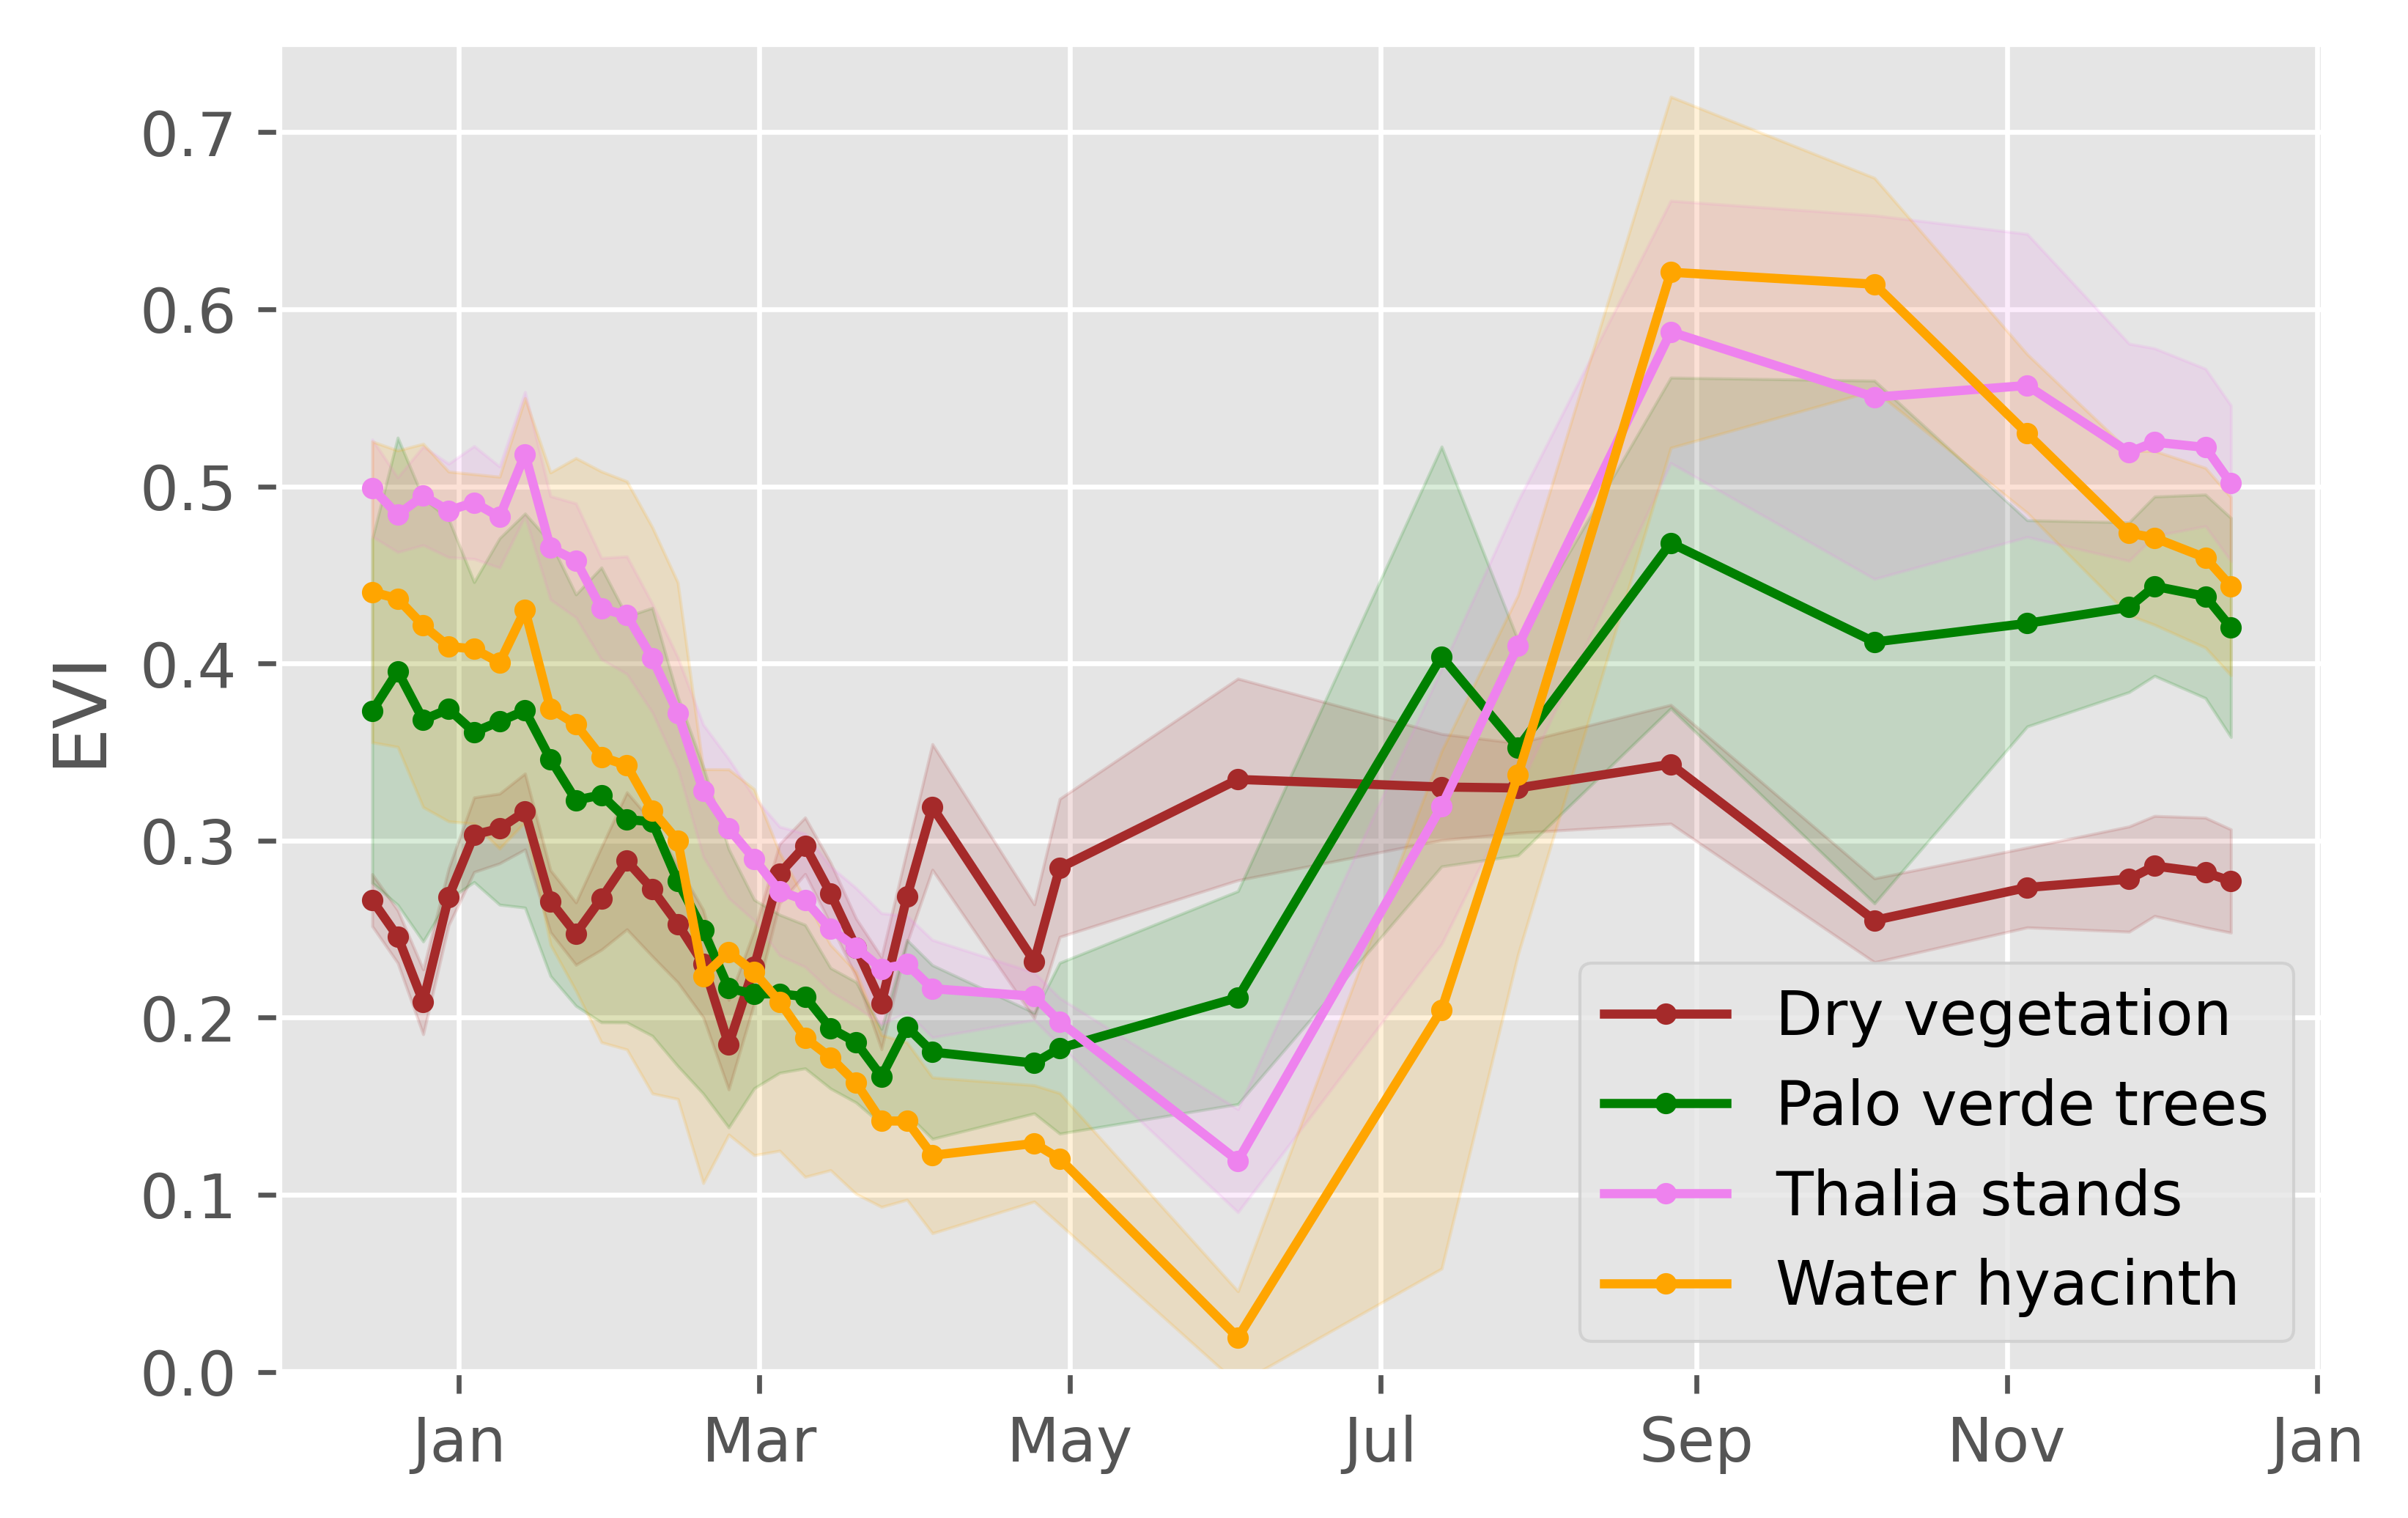 0.7
0.6
0.5
0.4
0.3
0.2
0.1
0.0
EVI
Jan Mar May Jul Sep Nov Jan
Dry vegetation
Palo verde trees
Thalia stands
Water hyacinth